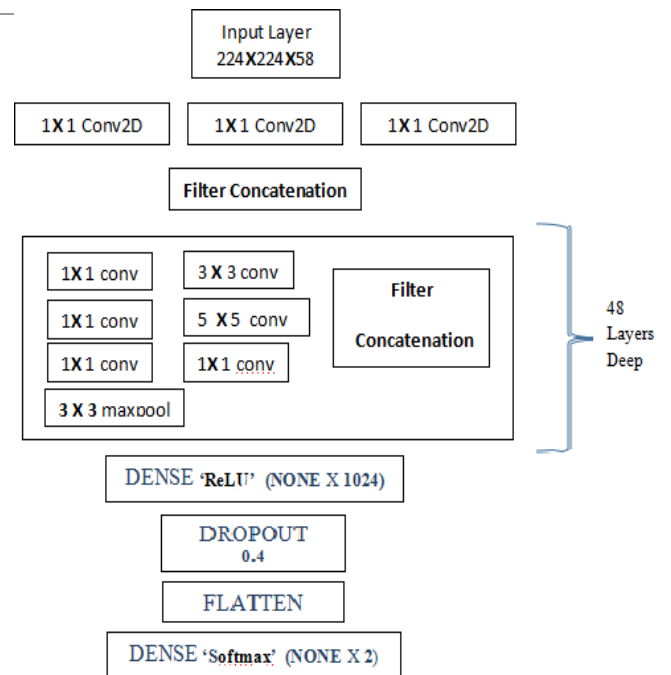 Input Layer
224X224X58
1X1 Conv2D
1X1 Conv2D
1X1 Conv2D
Filter Concatenation
1X1 conv
3 X 3 conv
1X1 conv
5 X 5 conv
1X1 conv
1X1 conv
3 X 3 maxpool
Filter
Concatenation
48
Layers
Deep
DENSE ‘ReLU’ (NONE X 1024)
DROPOUT
0.4
FLATTEN
DENSE ‘Softmax’ (NONE X 2)